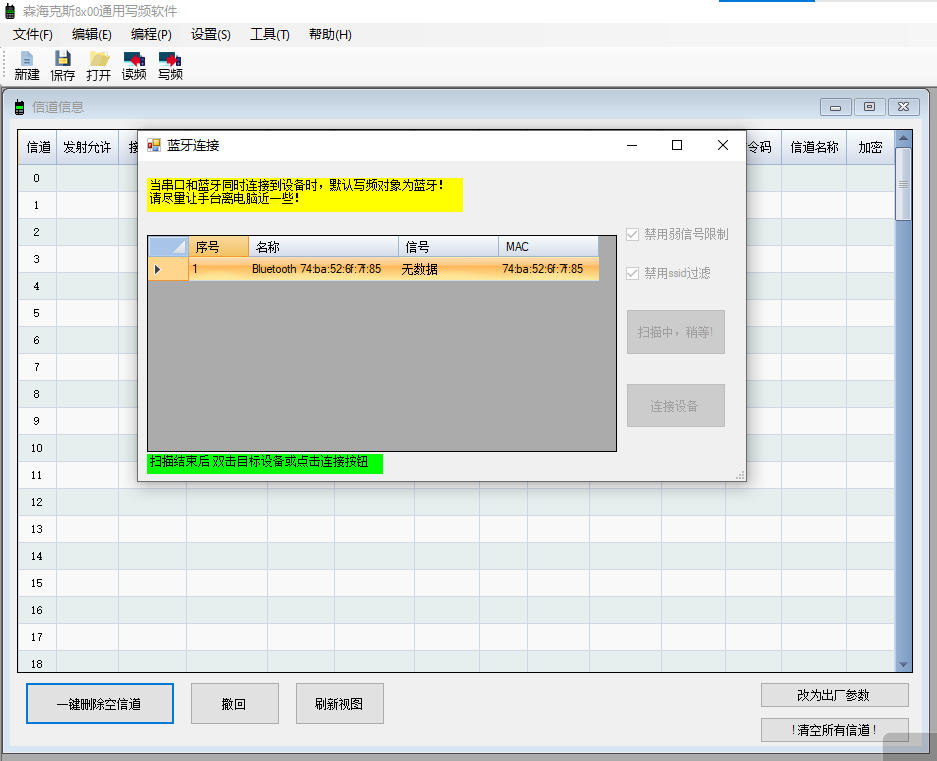 森海克斯8x00通用写频软件
文件(F) 编辑(E) 编程(P) 设置(S) 工具(T) 帮助(H)
新建 保存 打开 读频 写频
信道信息
信道 发射允许 接 令码 信道名称 加密
蓝牙连接
当串口和蓝牙同时连接到设备时，默认写频对象为蓝牙！
请尽量让手台离电脑近一些！
序号 名称 信号 MAC
1 Bluetooth 74:ba:52:6f:7f:85 无数据 74:ba:52:6f:7f:85
禁用弱信号限制
禁用ssid过滤
扫描中，稍等!
连接设备
扫描结束后 双击目标设备或点击连接按钮
0
1
2
3
4
5
6
7
8
9
10
11
12
13
14
15
16
17
18
一键删除空信道 撤回 刷新视图
改为出厂参数
！清空所有信道！